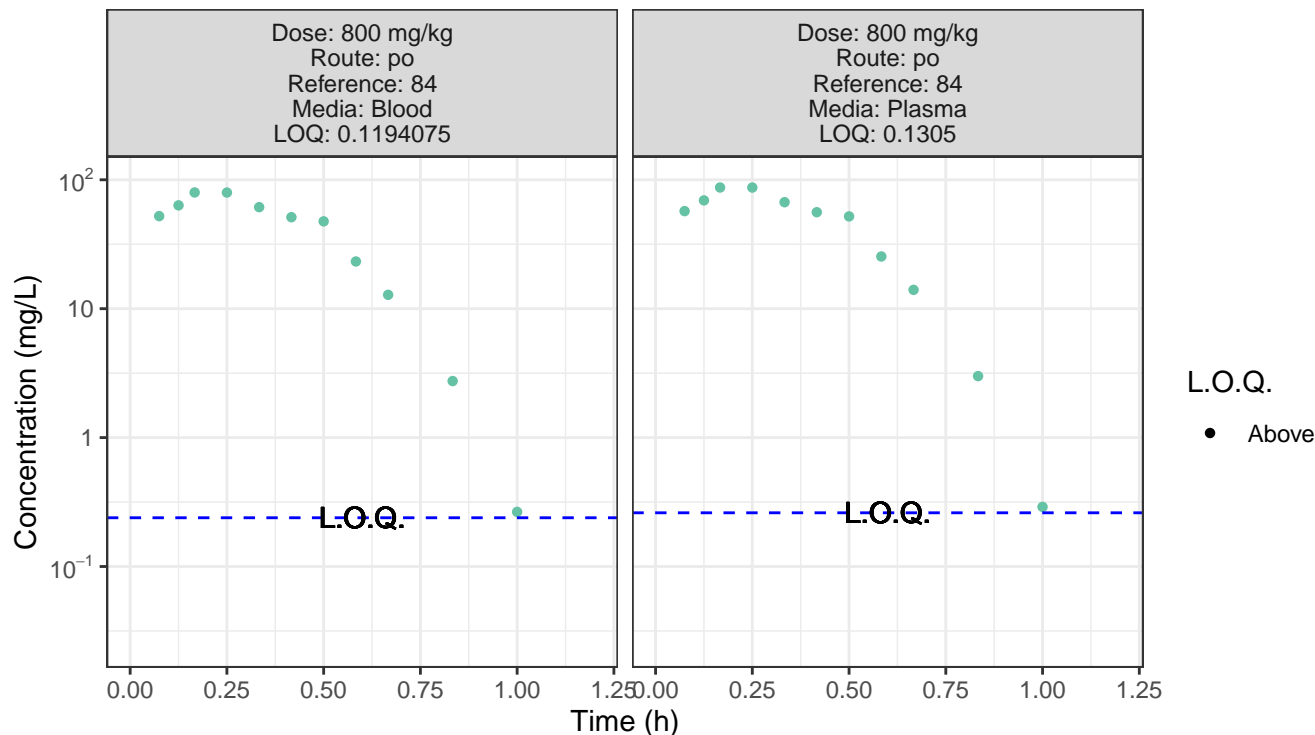 Dose: 800 mg/kg
Route: po
Reference: 84
Media: Blood
LOQ: 0.1194075
Dose: 800 mg/kg
Route: po
Reference: 84
Media: Plasma
LOQ: 0.1305
10²
10
1
10⁻¹
Concentration (mg/L)
L.O.Q.
L.O.Q.
L.O.Q.
Above
0.00 0.25 0.50 0.75 1.00 1.25
0.00 0.25 0.50 0.75 1.00 1.25
Time (h)